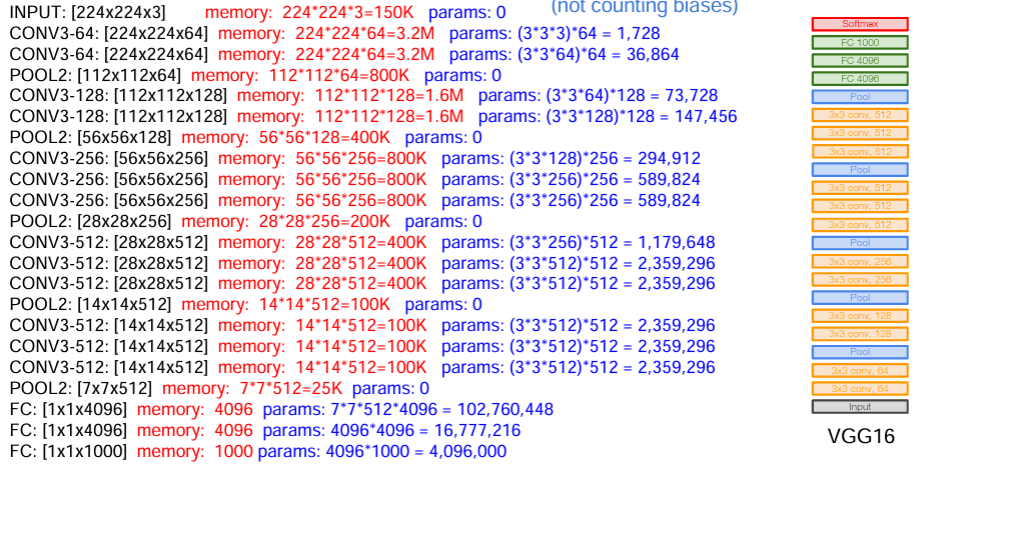 (not counting biases)
INPUT: [224x224x3] memory: 224*224*3=150K params: 0
CONV3-64: [224x224x64] memory: 224*224*64=3.2M params: (3*3*3)*64 = 1,728
CONV3-64: [224x224x64] memory: 224*224*64=3.2M params: (3*3*64)*64 = 36,864
POOL2: [112x112x64] memory: 112*112*64=800K params: 0
CONV3-128: [112x112x128] memory: 112*112*128=1.6M params: (3*3*64)*128 = 73,728
CONV3-128: [112x112x128] memory: 112*112*128=1.6M params: (3*3*128)*128 = 147,456
POOL2: [56x56x128] memory: 56*56*128=400K params: 0
CONV3-256: [56x56x256] memory: 56*56*256=800K params: (3*3*128)*256 = 294,912
CONV3-256: [56x56x256] memory: 56*56*256=800K params: (3*3*256)*256 = 589,824
CONV3-256: [56x56x256] memory: 56*56*256=800K params: (3*3*256)*256 = 589,824
POOL2: [28x28x256] memory: 28*28*256=200K params: 0
CONV3-512: [28x28x512] memory: 28*28*512=400K params: (3*3*256)*512 = 1,179,648
CONV3-512: [28x28x512] memory: 28*28*512=400K params: (3*3*512)*512 = 2,359,296
CONV3-512: [28x28x512] memory: 28*28*512=400K params: (3*3*512)*512 = 2,359,296
POOL2: [14x14x512] memory: 14*14*512=100K params: 0
CONV3-512: [14x14x512] memory: 14*14*512=100K params: (3*3*512)*512 = 2,359,296
CONV3-512: [14x14x512] memory: 14*14*512=100K params: (3*3*512)*512 = 2,359,296
CONV3-512: [14x14x512] memory: 14*14*512=100K params: (3*3*512)*512 = 2,359,296
POOL2: [7x7x512] memory: 7*7*512=25K params: 0
FC: [1x1x4096] memory: 4096 params: 7*7*512*4096 = 102,760,448
FC: [1x1x4096] memory: 4096 params: 4096*4096 = 16,777,216
FC: [1x1x1000] memory: 1000 params: 4096*1000 = 4,096,000
Softmax
FC 1000
FC 4096
FC 4096
Pool
3x3 conv, 512
3x3 conv, 512
3x3 conv, 512
Pool
3x3 conv, 512
3x3 conv, 512
3x3 conv, 512
Pool
3x3 conv, 256
3x3 conv, 256
Pool
3x3 conv, 128
3x3 conv, 128
Pool
3x3 conv, 64
3x3 conv, 64
Input
VGG16